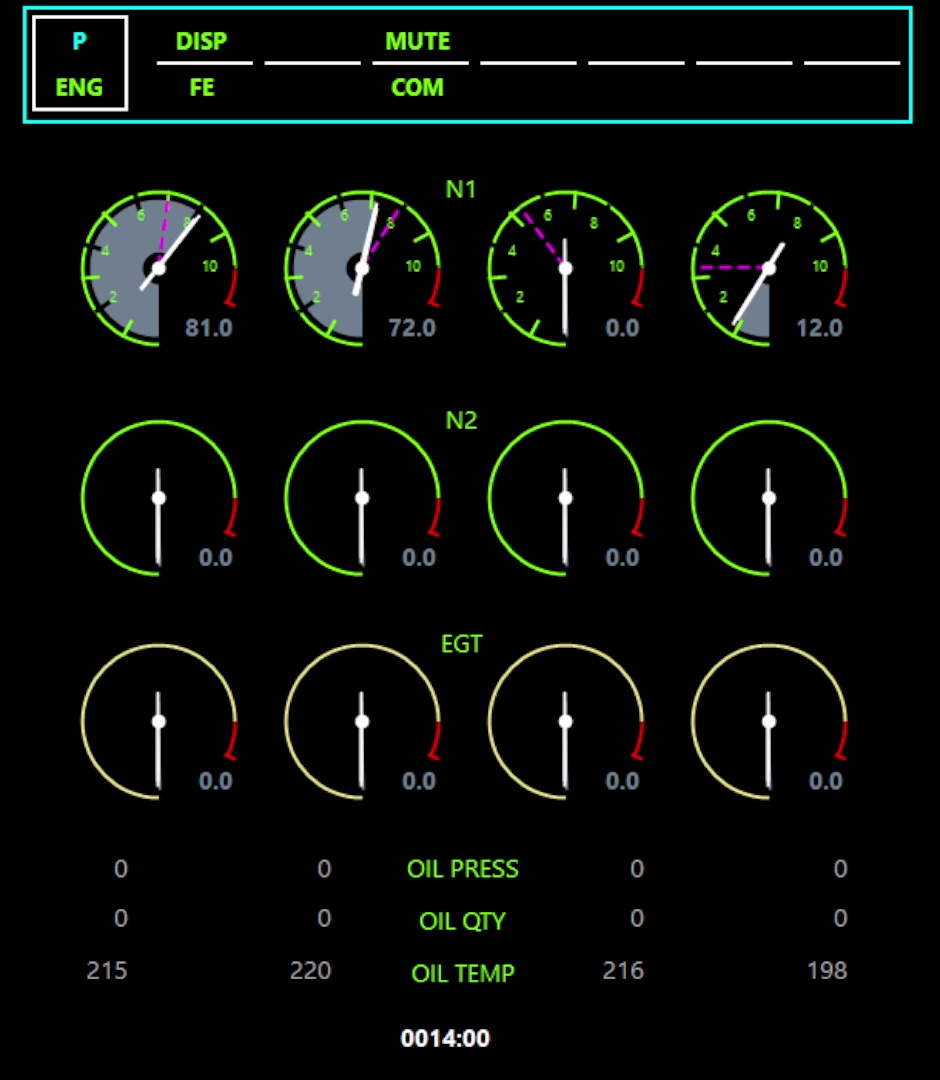 P DISP MUTE
ENG FE COM
N1
2 4 6 8 10 81.0
2 4 6 8 10 72.0
2 4 6 8 10 0.0
2 4 6 8 10 12.0
N2
0.0 0.0 0.0 0.0
EGT
0.0 0.0 0.0 0.0
0 0 OIL PRESS 0 0
0 0 OIL QTY 0 0
215 220 OIL TEMP 216 198
0014:00